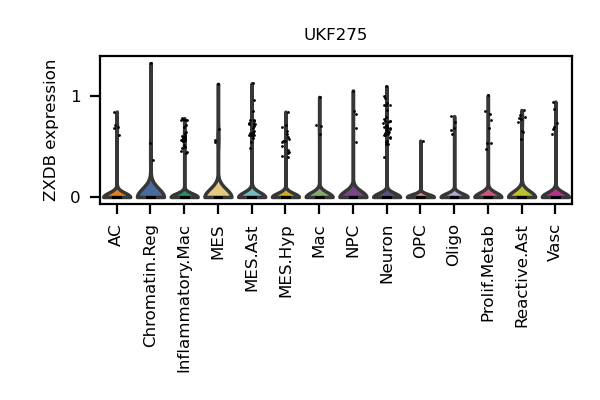 UKF275
ZXDB expression
1
0
AC
Chromatin.Reg
Inflammatory.Mac
MES
MES.Ast
MES.Hyp
Mac
NPC
Neuron
OPC
Oligo
Prolif.Metab
Reactive.Ast
Vasc